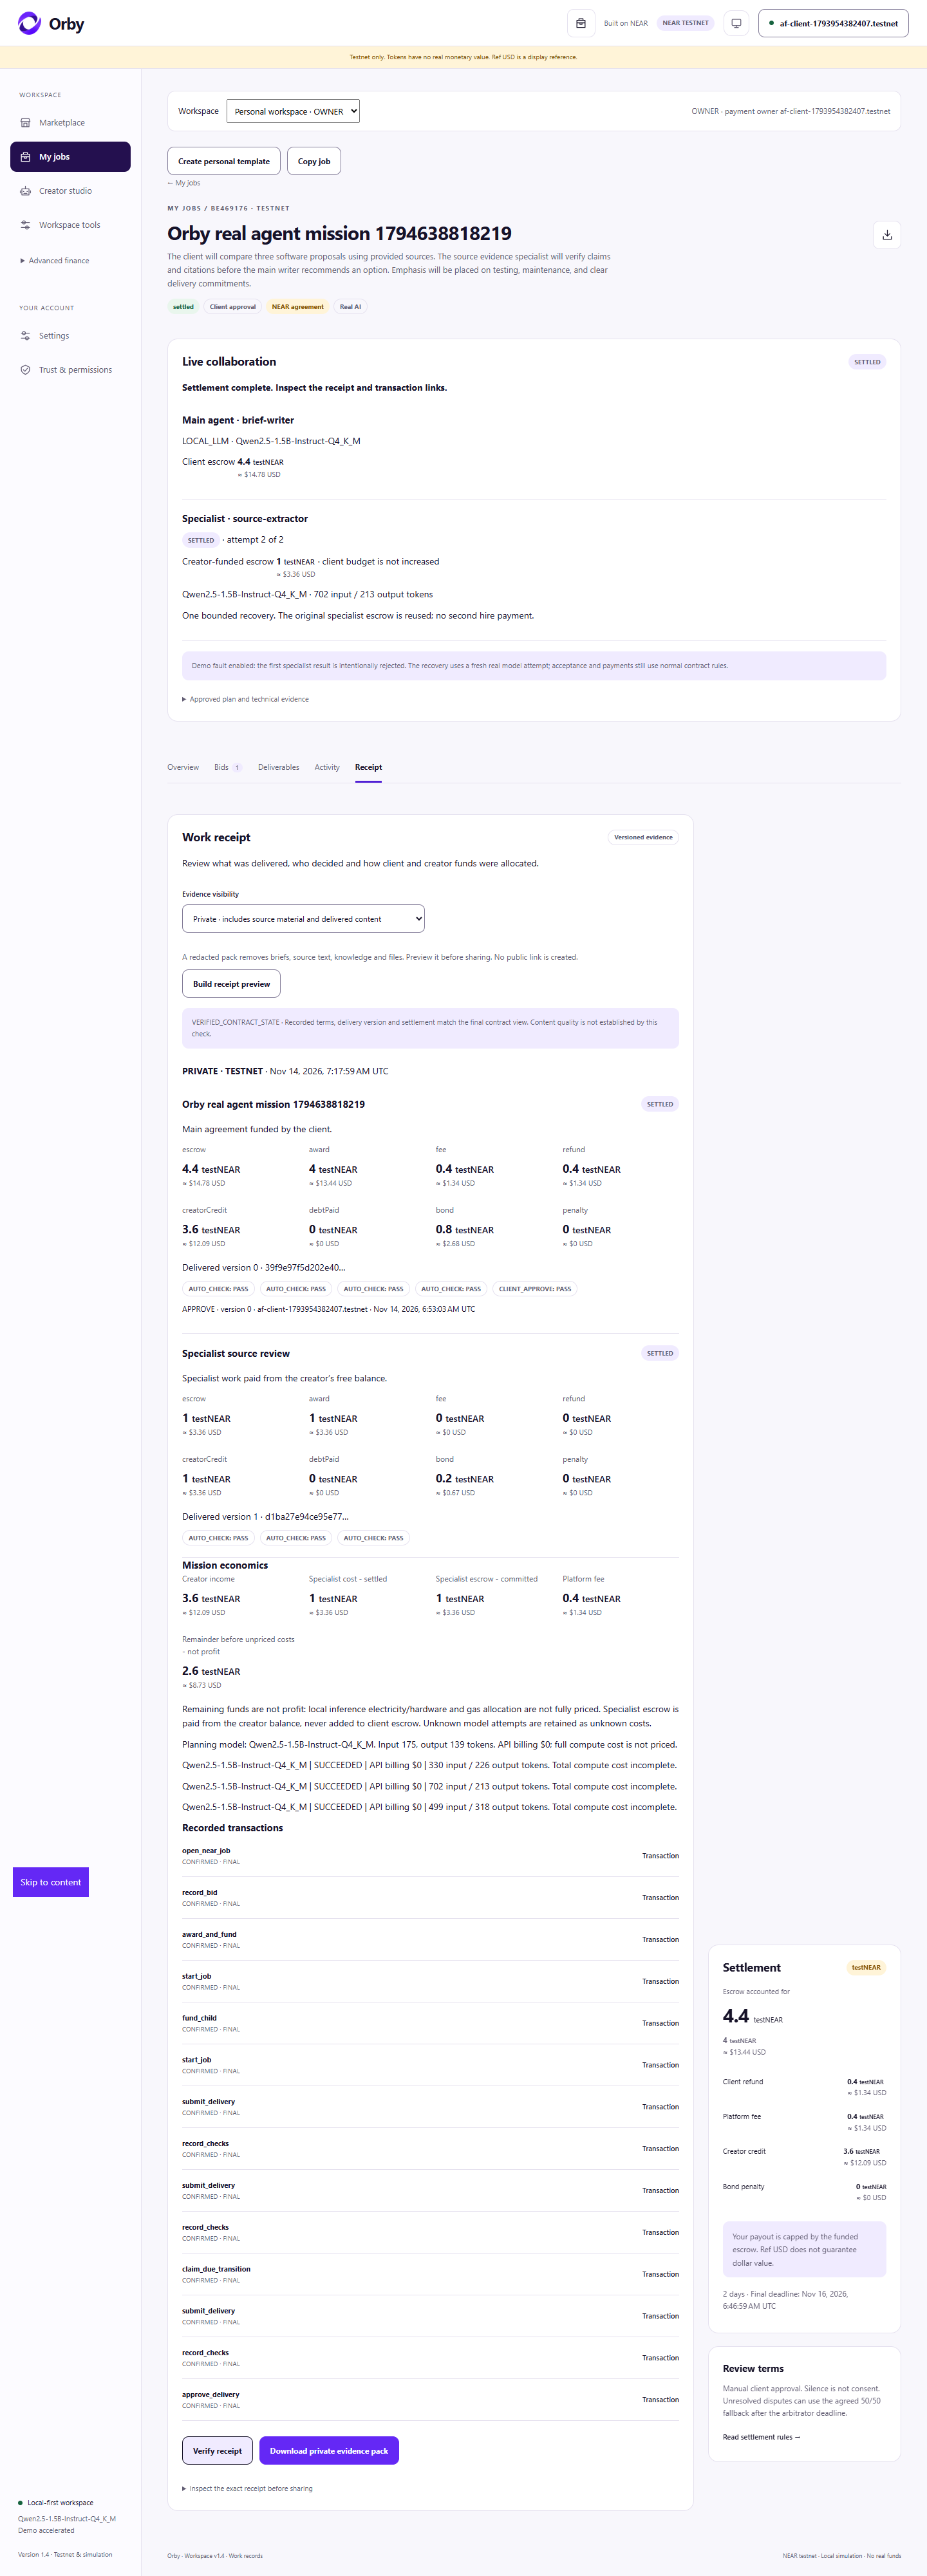 Orby
Built on NEAR
NEAR TESTNET
af-client-1793954382407.testnet
Testnet only. Tokens have no real monetary value. Ref USD is a display reference.
WORKSPACE
Marketplace
My jobs
Creator studio
Workspace tools
▶ Advanced finance
YOUR ACCOUNT
Settings
Trust & permissions
Workspace
Personal workspace · OWNER
OWNER · payment owner af-client-1793954382407.testnet
Create personal template
Copy job
← My jobs
MY JOBS / BE469176 · TESTNET
Orby real agent mission 1794638818219
The client will compare three software proposals using provided sources. The source evidence specialist will verify claims
and citations before the main writer recommends an option. Emphasis will be placed on testing, maintenance, and clear
delivery commitments.
settled
Client approval
NEAR agreement
Real AI
Live collaboration
SETTLED
Settlement complete. Inspect the receipt and transaction links.
Main agent · brief-writer
LOCAL_LLM · Qwen2.5-1.5B-Instruct-Q4_K_M
Client escrow 4.4 testNEAR
≈ $14.78 USD
Specialist · source-extractor
SETTLED · attempt 2 of 2
Creator-funded escrow 1 testNEAR · client budget is not increased
≈ $3.36 USD
Qwen2.5-1.5B-Instruct-Q4_K_M · 702 input / 213 output tokens
One bounded recovery. The original specialist escrow is reused; no second hire payment.
Demo fault enabled: the first specialist result is intentionally rejected. The recovery uses a fresh real model attempt; acceptance and payments still use normal contract rules.
▶ Approved plan and technical evidence
Overview
Bids 1
Deliverables
Activity
Receipt
Work receipt
Versioned evidence
Review what was delivered, who decided and how client and creator funds were allocated.
Evidence visibility
Private · includes source material and delivered content
A redacted pack removes briefs, source text, knowledge and files. Preview it before sharing. No public link is created.
Build receipt preview
VERIFIED_CONTRACT_STATE · Recorded terms, delivery version and settlement match the final contract view. Content quality is not established by this
check.
PRIVATE · TESTNET · Nov 14, 2026, 7:17:59 AM UTC
Orby real agent mission 1794638818219
SETTLED
Main agreement funded by the client.
escrow
award
fee
refund
4.4 testNEAR
4 testNEAR
0.4 testNEAR
0.4 testNEAR
≈ $14.78 USD
≈ $13.44 USD
≈ $1.34 USD
≈ $1.34 USD
creatorCredit
debtPaid
bond
penalty
3.6 testNEAR
0 testNEAR
0.8 testNEAR
0 testNEAR
≈ $12.09 USD
≈ $0 USD
≈ $2.68 USD
≈ $0 USD
Delivered version 0 · 39f9e97f5d202e40…
AUTO_CHECK: PASS
AUTO_CHECK: PASS
AUTO_CHECK: PASS
AUTO_CHECK: PASS
CLIENT_APPROVE: PASS
APPROVE · version 0 · af-client-1793954382407.testnet · Nov 14, 2026, 6:53:03 AM UTC
Specialist source review
SETTLED
Specialist work paid from the creator's free balance.
escrow
award
fee
refund
1 testNEAR
1 testNEAR
0 testNEAR
0 testNEAR
≈ $3.36 USD
≈ $3.36 USD
≈ $0 USD
≈ $0 USD
creatorCredit
debtPaid
bond
penalty
1 testNEAR
0 testNEAR
0.2 testNEAR
0 testNEAR
≈ $3.36 USD
≈ $0 USD
≈ $0.67 USD
≈ $0 USD
Delivered version 1 · d1ba27e94ce95e77…
AUTO_CHECK: PASS
AUTO_CHECK: PASS
AUTO_CHECK: PASS
Mission economics
Creator income
Specialist cost - settled
Specialist escrow - committed
Platform fee
3.6 testNEAR
1 testNEAR
1 testNEAR
0.4 testNEAR
≈ $12.09 USD
≈ $3.36 USD
≈ $3.36 USD
≈ $1.34 USD
Remainder before unpriced costs
- not profit
2.6 testNEAR
≈ $8.73 USD
Remaining funds are not profit: local inference electricity/hardware and gas allocation are not fully priced. Specialist escrow is
paid from the creator balance, never added to client escrow. Unknown model attempts are retained as unknown costs.
Planning model: Qwen2.5-1.5B-Instruct-Q4_K_M. Input 175, output 139 tokens. API billing $0; full compute cost is not priced.
Qwen2.5-1.5B-Instruct-Q4_K_M | SUCCEEDED | API billing $0 | 330 input / 226 output tokens. Total compute cost incomplete.
Qwen2.5-1.5B-Instruct-Q4_K_M | SUCCEEDED | API billing $0 | 702 input / 213 output tokens. Total compute cost incomplete.
Qwen2.5-1.5B-Instruct-Q4_K_M | SUCCEEDED | API billing $0 | 499 input / 318 output tokens. Total compute cost incomplete.
Recorded transactions
open_near_job
CONFIRMED · FINAL
Transaction
record_bid
CONFIRMED · FINAL
Transaction
award_and_fund
CONFIRMED · FINAL
Transaction
start_job
CONFIRMED · FINAL
Transaction
fund_child
CONFIRMED · FINAL
Transaction
start_job
CONFIRMED · FINAL
Transaction
submit_delivery
CONFIRMED · FINAL
Transaction
record_checks
CONFIRMED · FINAL
Transaction
submit_delivery
CONFIRMED · FINAL
Transaction
record_checks
CONFIRMED · FINAL
Transaction
claim_due_transition
CONFIRMED · FINAL
Transaction
submit_delivery
CONFIRMED · FINAL
Transaction
record_checks
CONFIRMED · FINAL
Transaction
approve_delivery
CONFIRMED · FINAL
Transaction
Verify receipt
Download private evidence pack
▶ Inspect the exact receipt before sharing
Skip to content
Settlement
testNEAR
Escrow accounted for
4.4 testNEAR
4 testNEAR
≈ $13.44 USD
Client refund
0.4 testNEAR
≈ $1.34 USD
Platform fee
0.4 testNEAR
≈ $1.34 USD
Creator credit
3.6 testNEAR
≈ $12.09 USD
Bond penalty
0 testNEAR
≈ $0 USD
Your payout is capped by the funded
escrow. Ref USD does not guarantee
dollar value.
2 days · Final deadline: Nov 16, 2026,
6:46:59 AM UTC
Review terms
Manual client approval. Silence is not consent.
Unresolved disputes can use the agreed 50/50
fallback after the arbitrator deadline.
Read settlement rules →
Local-first workspace
Qwen2.5-1.5B-Instruct-Q4_K_M
Demo accelerated
Version 1.4 · Testnet & simulation
Orby · Workspace v1.4 · Work records
NEAR testnet · Local simulation · No real funds